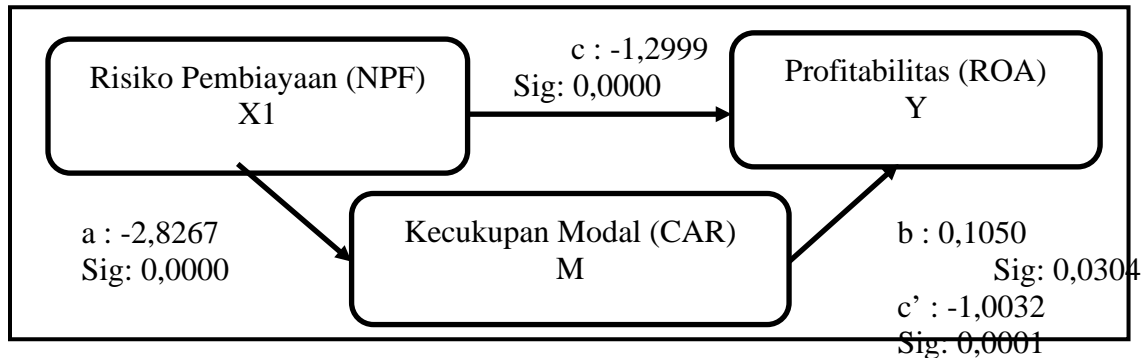 Risiko Pembiayaan (NPF)
X1
c : -1,2999
Sig: 0,0000
Profitabilitas (ROA)
Y
a : -2,8267
Sig: 0,0000
Kecukupan Modal (CAR)
M
b : 0,1050
Sig: 0,0304
c’ : -1,0032
Sig: 0,0001